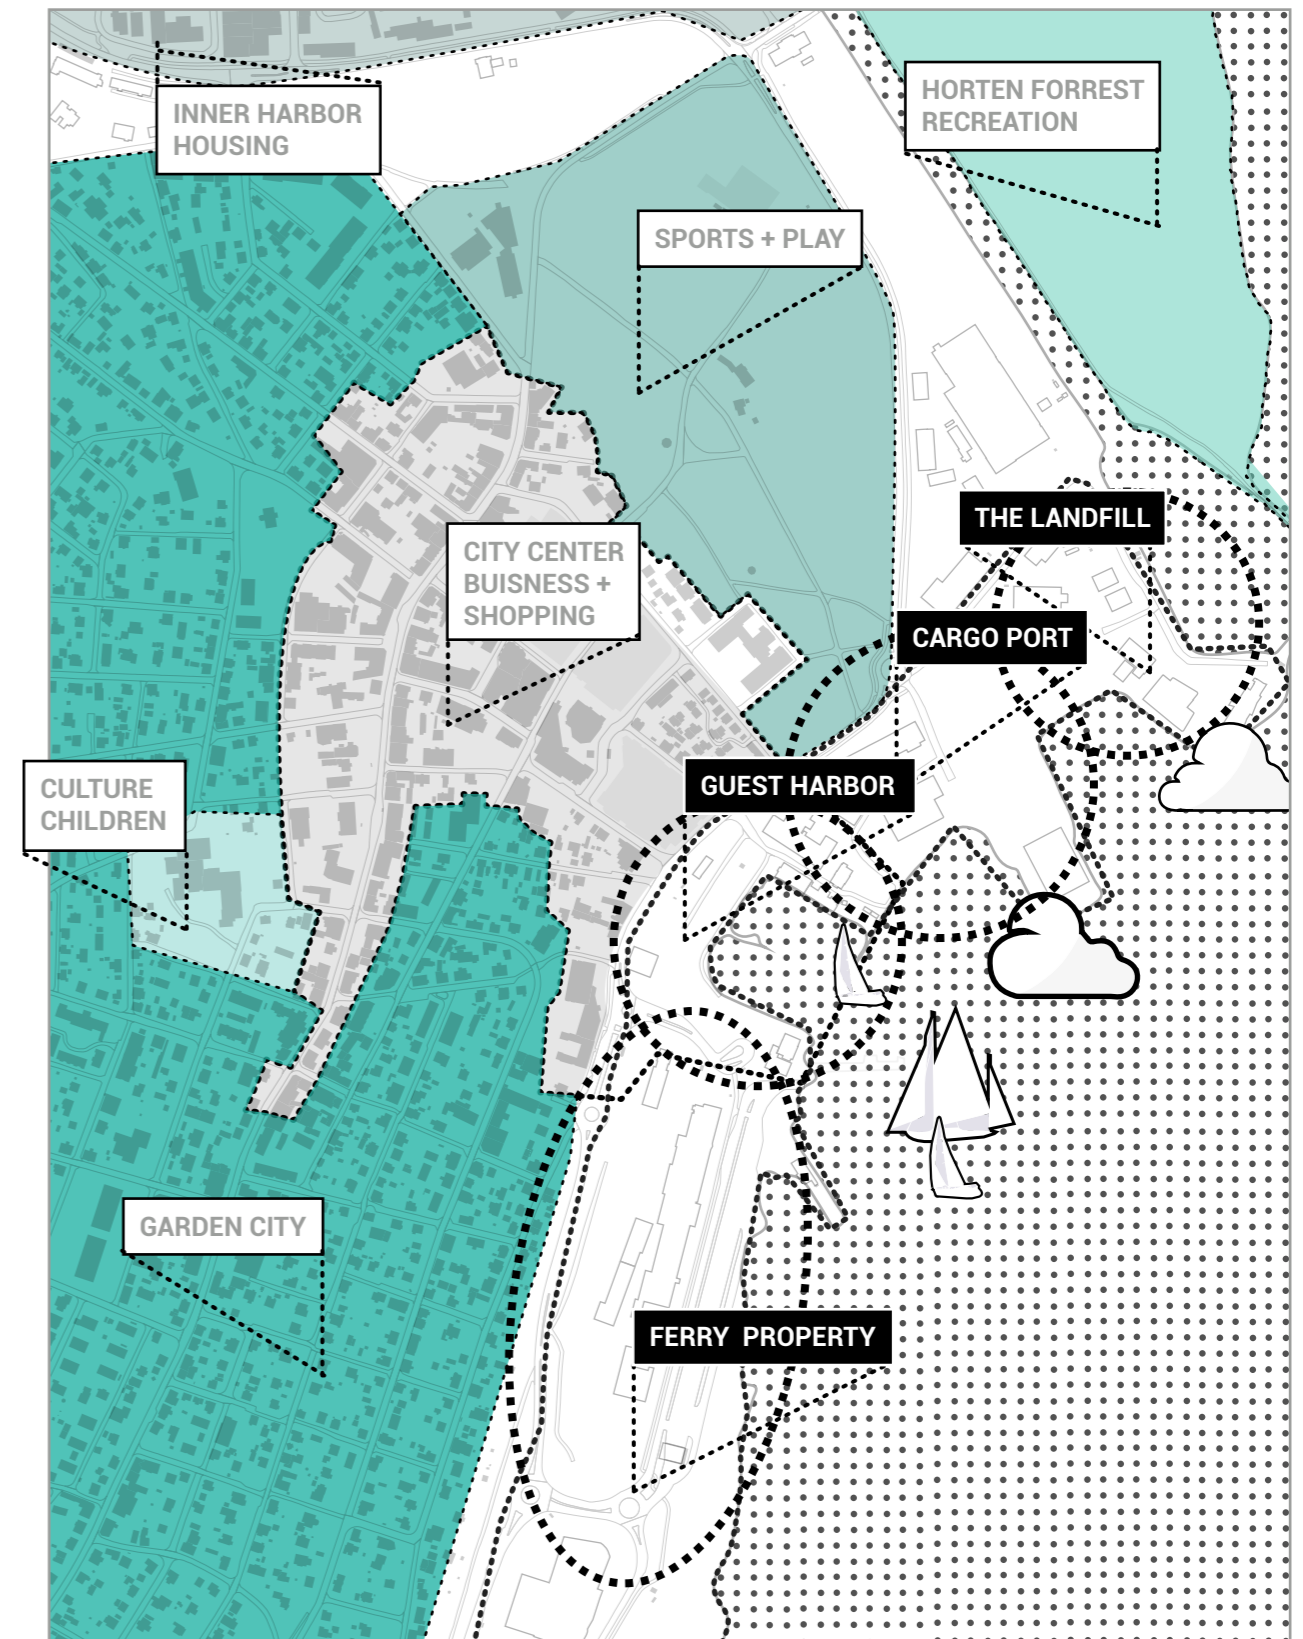 INNER HARBOR
HOUSING
HORTEN FORREST
RECREATION
SPORTS + PLAY
THE LANDFILL
CITY CENTER
BUISNESS +
SHOPPING
CARGO PORT
GUEST HARBOR
CULTURE
CHILDREN
GARDEN CITY
FERRY PROPERTY